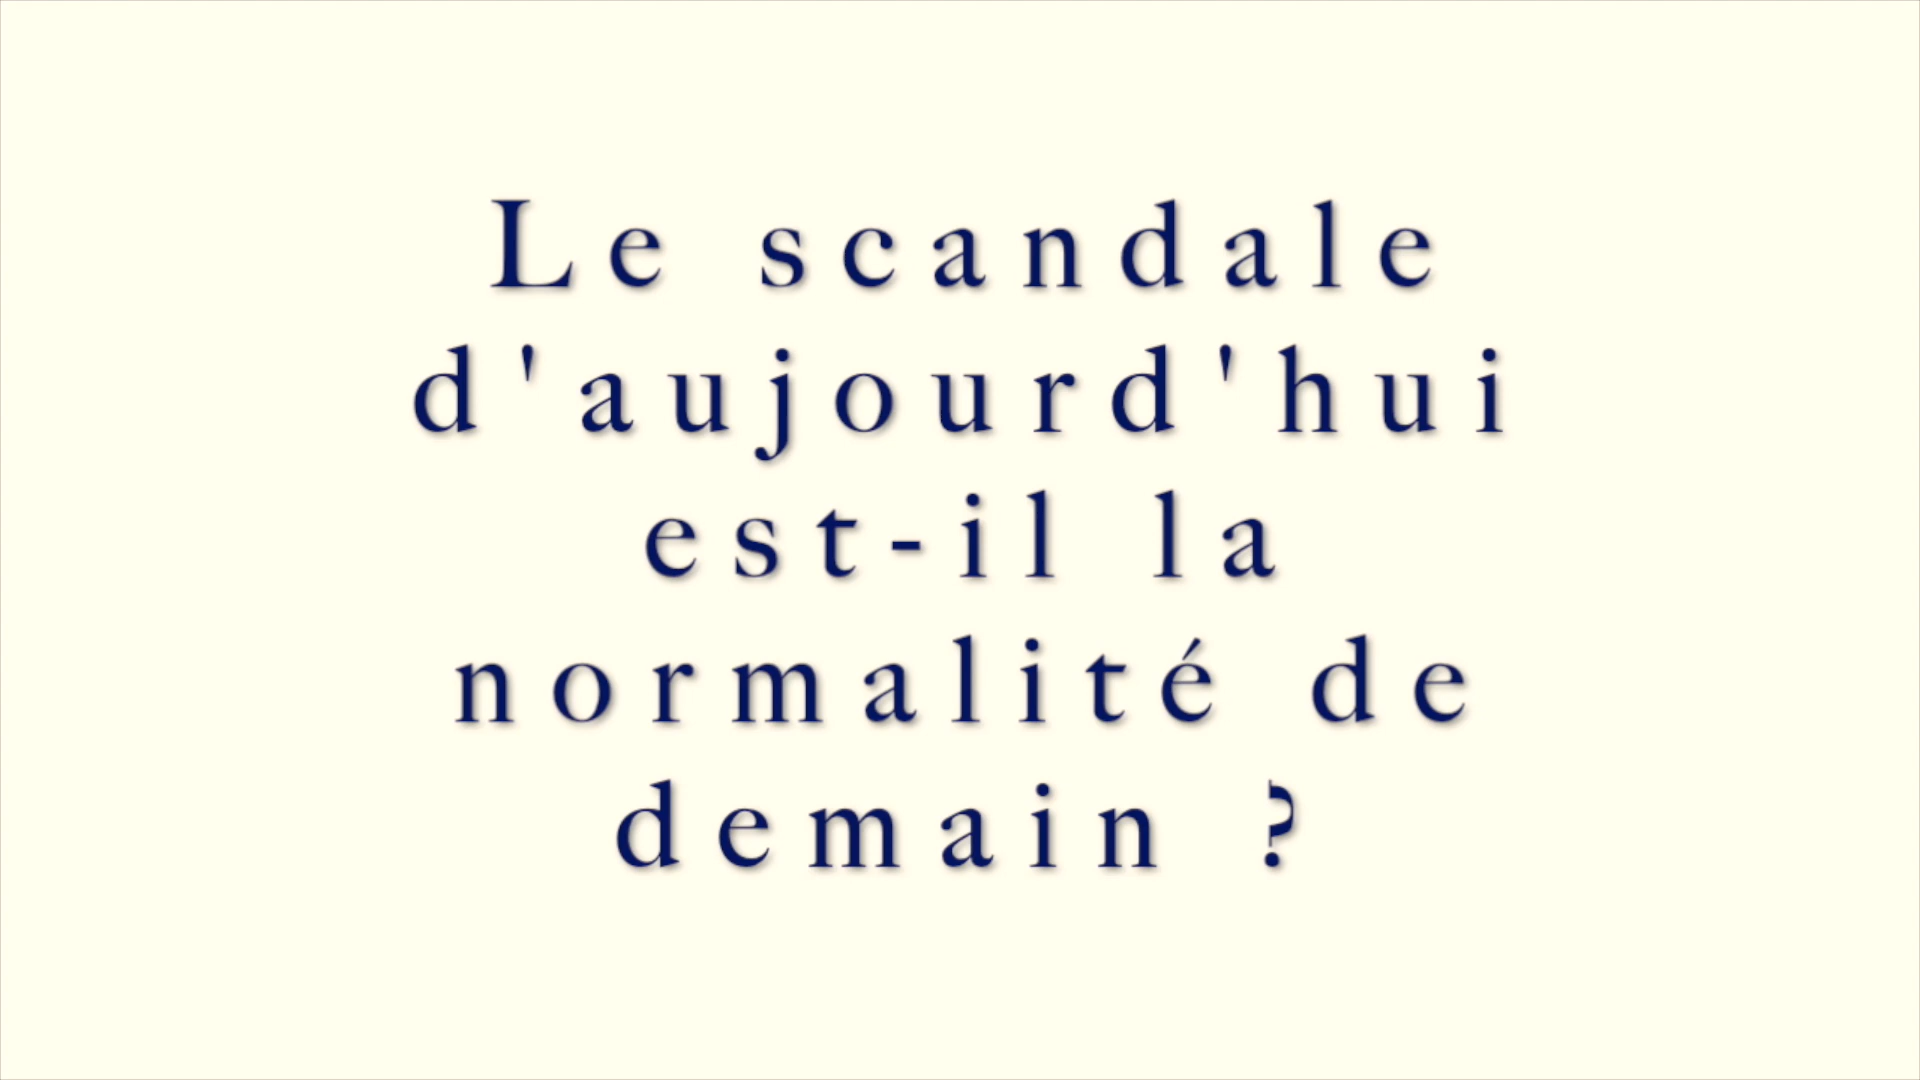 Le scandale
d'aujourd'hui
est-il la
normalité de
demain ?